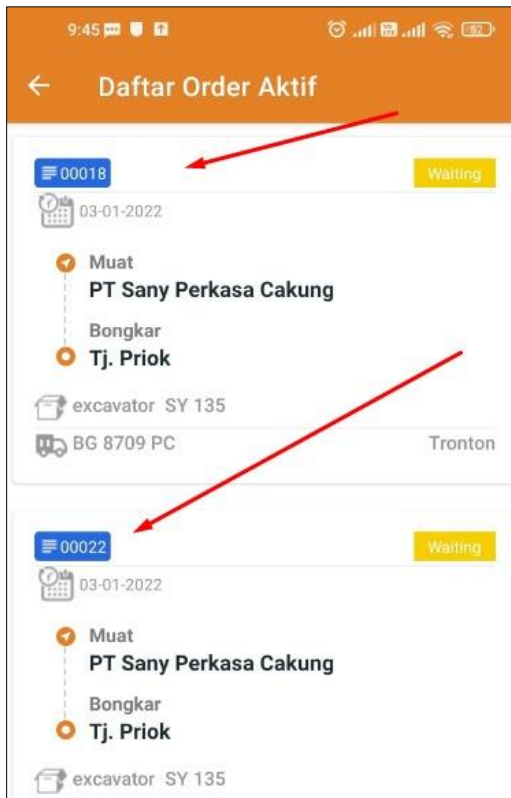 9:45
52
Daftar Order Aktif
00018
Waiting
03-01-2022
Muat
PT Sany Perkasa Cakung
Bongkar
Tj. Priok
excavator SY 135
BG 8709 PC
Tronton
00022
Waiting
03-01-2022
Muat
PT Sany Perkasa Cakung
Bongkar
Tj. Priok
excavator SY 135